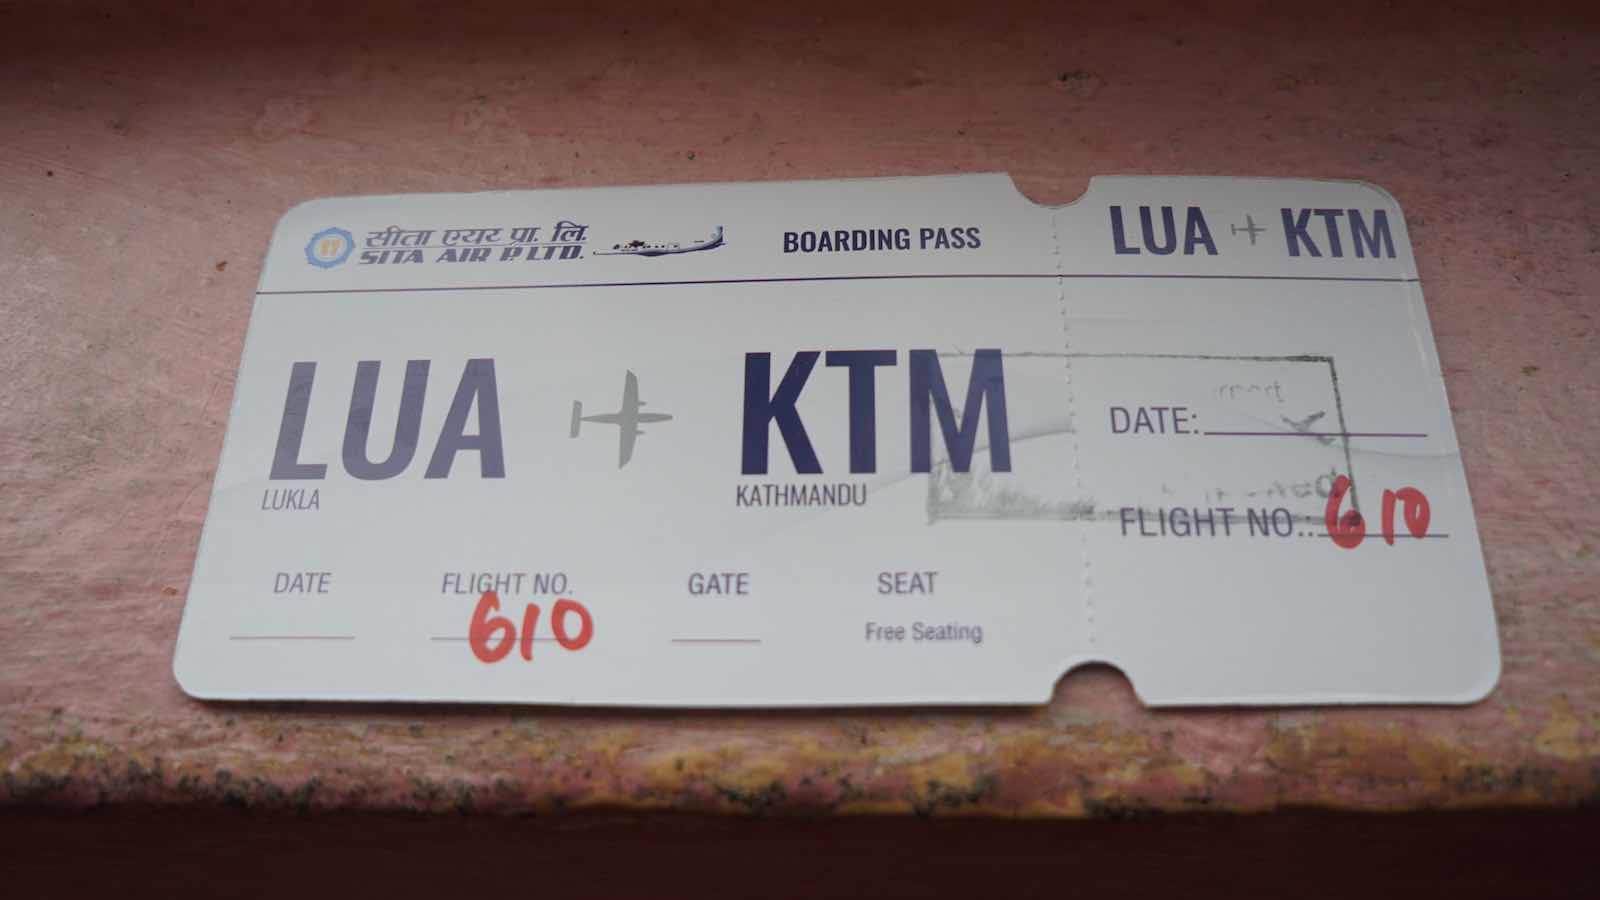 सीता एयर प्रा. लि.
SITA AIR P. LTD.
BOARDING PASS
LUA KTM
LUA KTM
LUKLA KATHMANDU
DATE:
FLIGHT NO.: 610
DATE FLIGHT NO. GATE SEAT
610 Free Seating